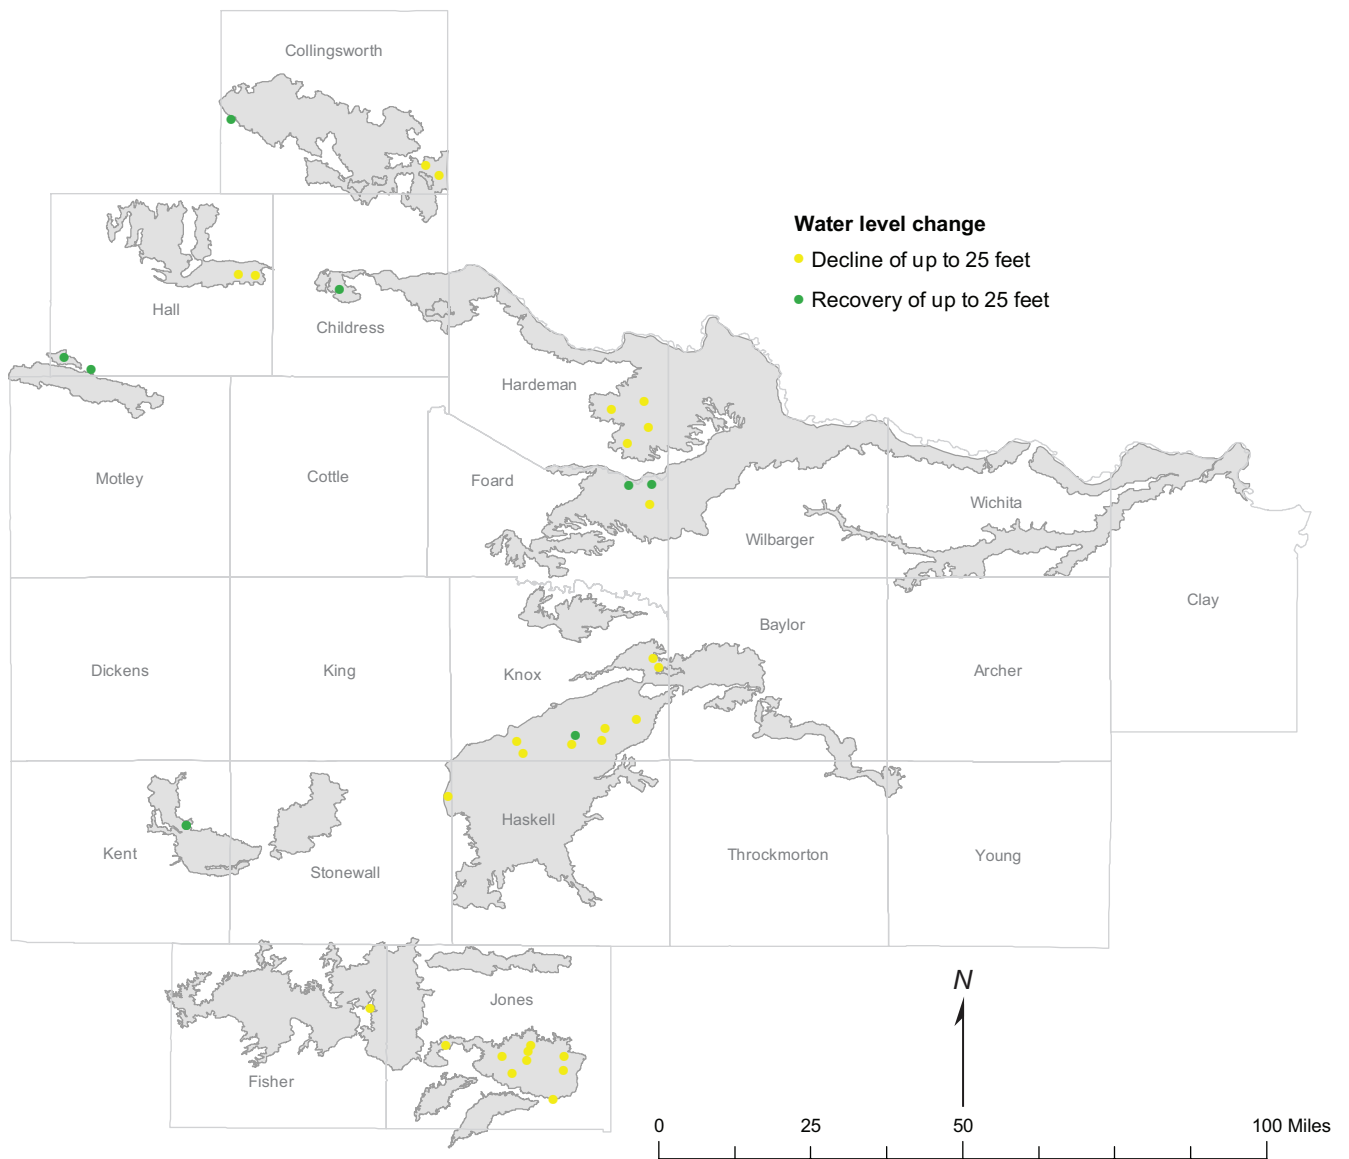 Collingsworth
Water level change
Decline of up to 25 feet
Recovery of up to 25 feet
Hall
Childress
Hardeman
Motley
Cottle
Foard
Wichita
Wilbarger
Clay
Baylor
Dickens
King
Knox
Archer
Haskell
Kent
Stonewall
Throckmorton
Young
N
Jones
Fisher
0 25 50 100 Miles